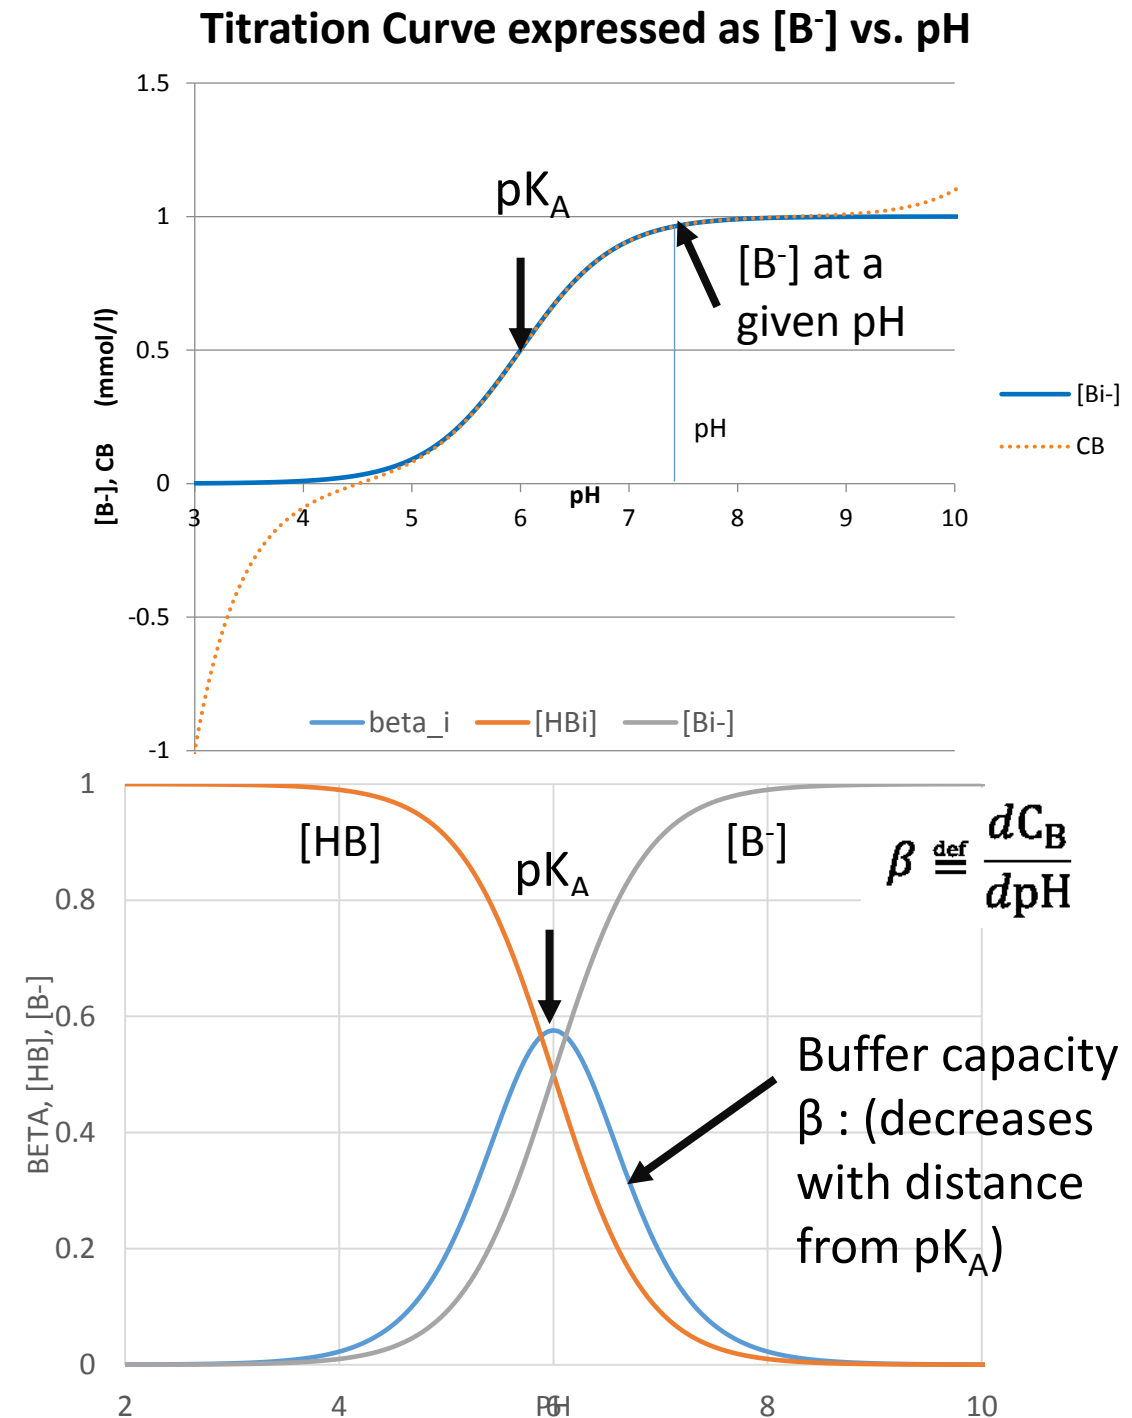 Titration Curve expressed as [B-] vs. pH
1.5
pKA
1
[B-] at a
given pH
0.5
[Bi-]
pH
CB
0
pH
3 4 5 6 7 8 9 10
-0.5
-1
[B-], CB (mmol/l)
beta_i [HBi] [Bi-]
1
[HB]
[B-]
β ≝ dCB
dpH
pKA
0.8
0.6
Buffer capacity
β : (decreases
with distance
from pKA)
0.4
0.2
0
BETA, [HB], [B-]
2 4 6 8 10
PH